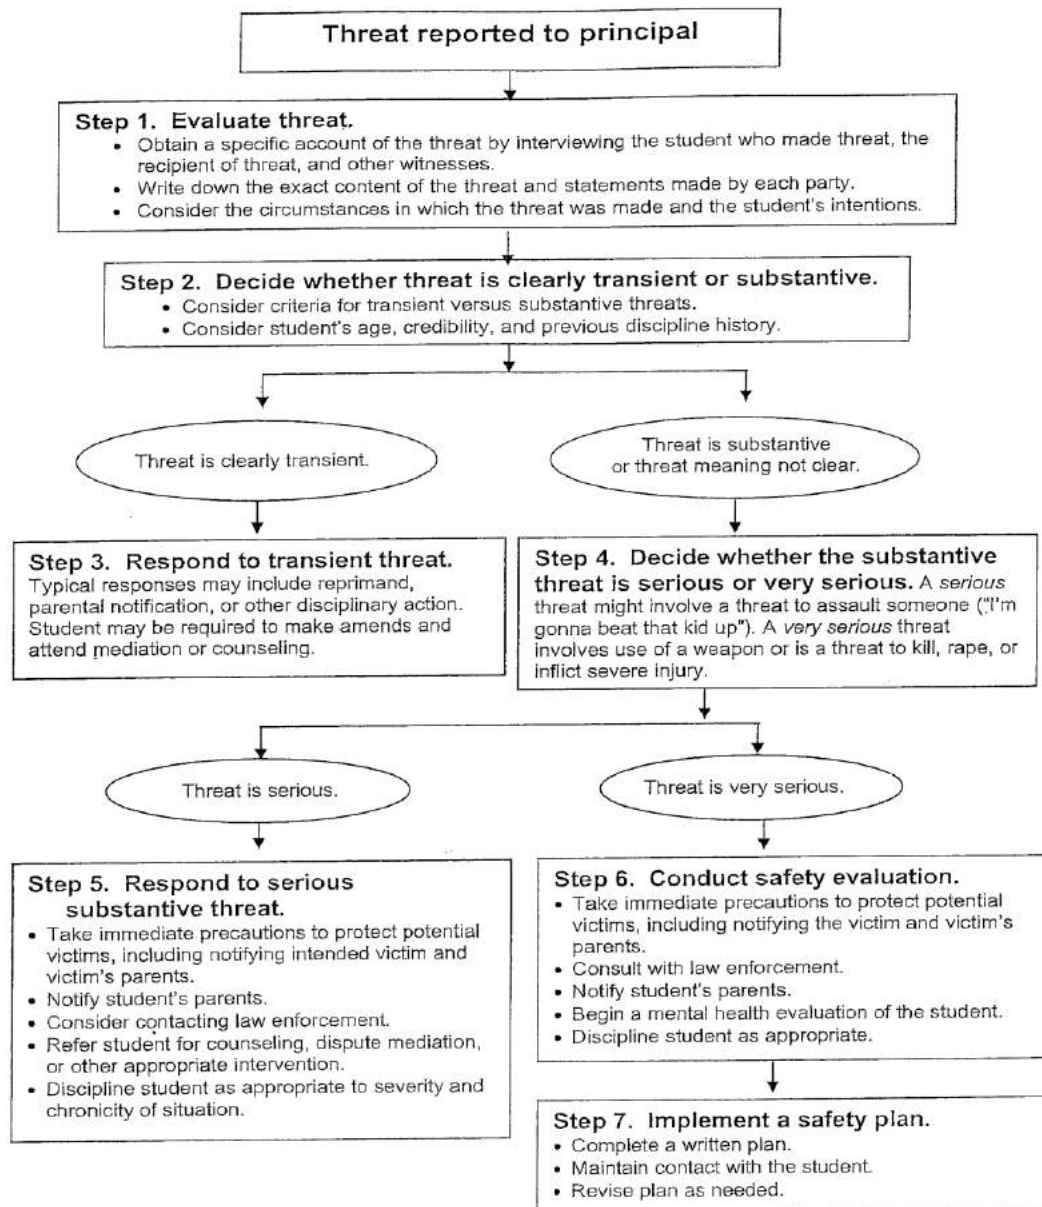 Threat reported to principal
Step 1. Evaluate threat.
• Obtain a specific account of the threat by interviewing the student who made threat, the
recipient of threat, and other witnesses.
• Write down the exact content of the threat and statements made by each party.
• Consider the circumstances in which the threat was made and the student's intentions.
Step 2. Decide whether threat is clearly transient or substantive.
• Consider criteria for transient versus substantive threats.
• Consider student's age, credibility, and previous discipline history.
Threat is clearly transient.
Threat is substantive
or threat meaning not clear.
Step 3. Respond to transient threat.
Typical responses may include reprimand,
parental notification, or other disciplinary action.
Student may be required to make amends and
attend mediation or counseling.
Step 4. Decide whether the substantive
threat is serious or very serious. A serious
threat might involve a threat to assault someone ("I'm
gonna beat that kid up"). A very serious threat
involves use of a weapon or is a threat to kill, rape, or
inflict severe injury.
Threat is serious.
Threat is very serious.
Step 5. Respond to serious
substantive threat.
• Take immediate precautions to protect potential
victims, including notifying intended victim and
victim's parents.
• Notify student's parents.
• Consider contacting law enforcement.
• Refer student for counseling, dispute mediation,
or other appropriate intervention.
• Discipline student as appropriate to severity and
chronicity of situation.
Step 6. Conduct safety evaluation.
• Take immediate precautions to protect potential
victims, including notifying the victim and victim's
parents.
• Consult with law enforcement.
• Notify student's parents.
• Begin a mental health evaluation of the student.
• Discipline student as appropriate.
Step 7. Implement a safety plan.
• Complete a written plan.
• Maintain contact with the student.
• Revise plan as needed.